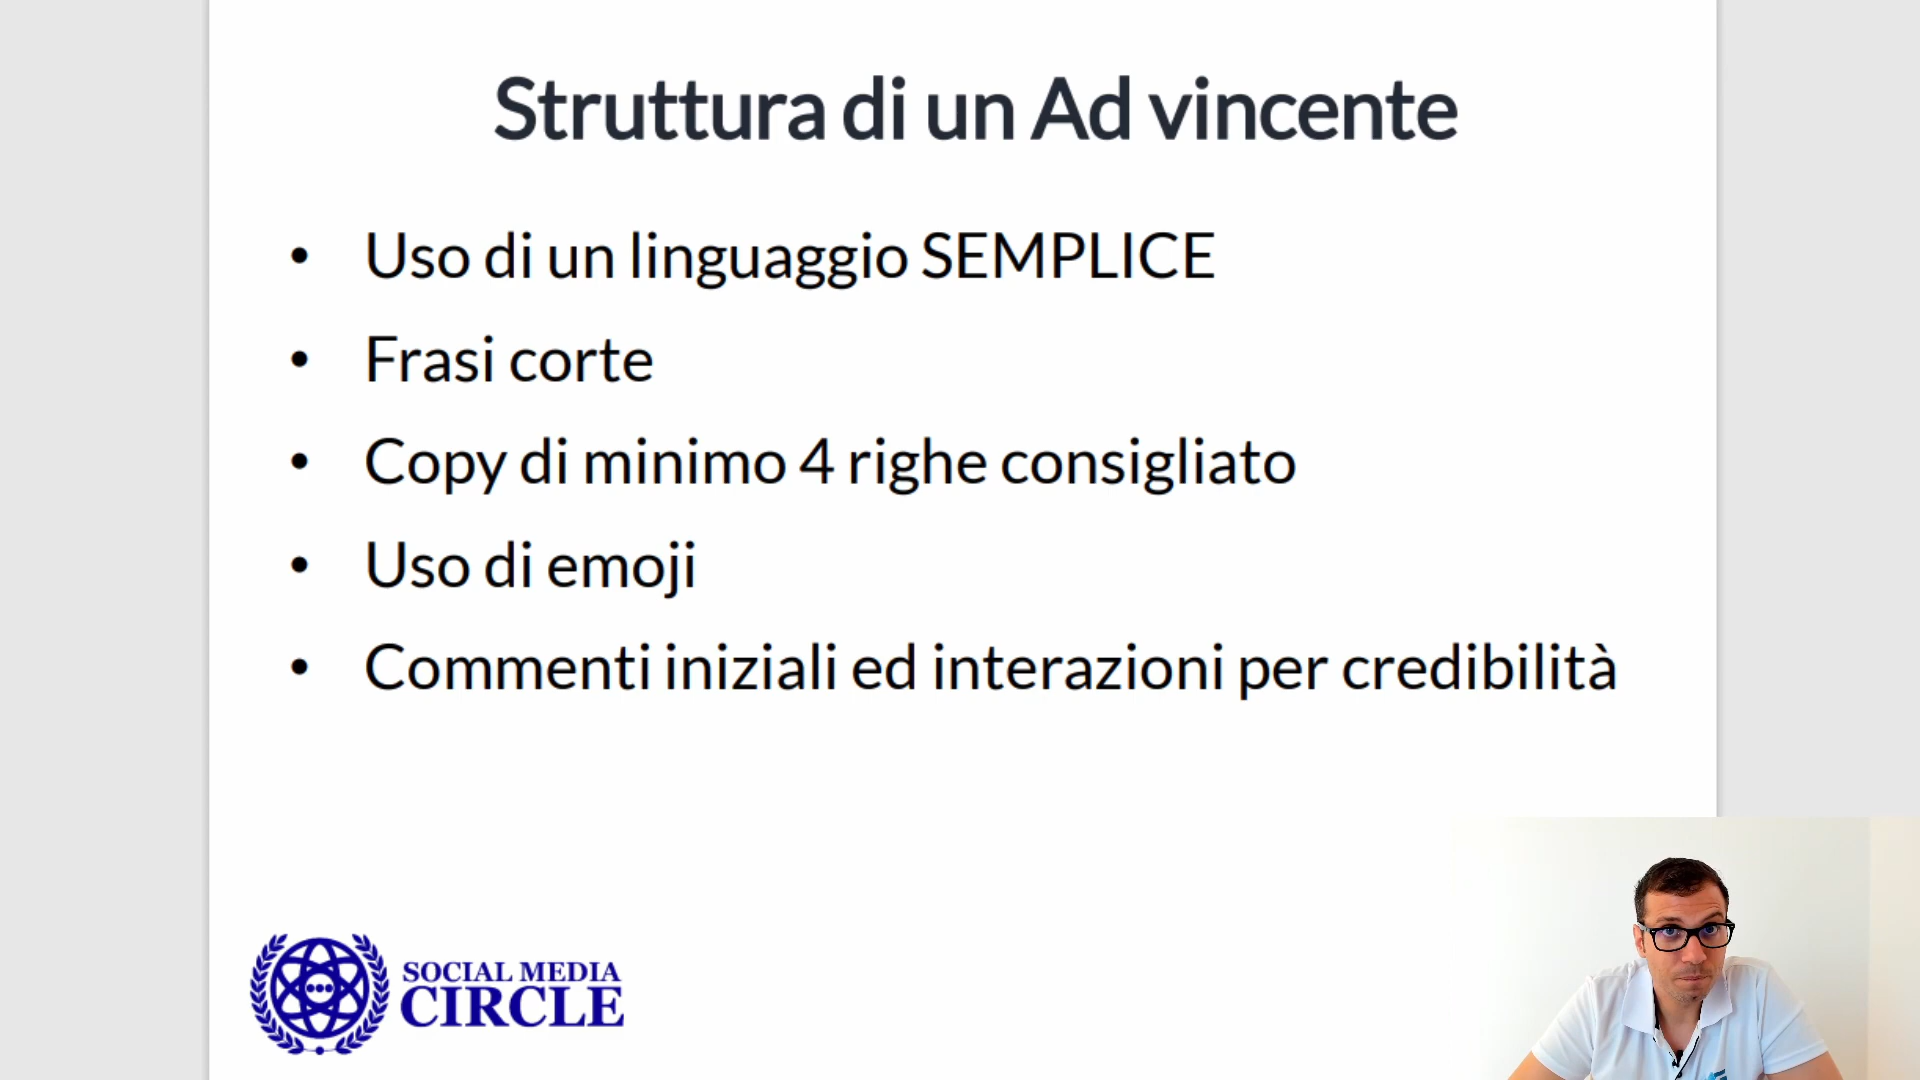 Struttura di un Ad vincente
• Uso di un linguaggio SEMPLICE
• Frasi corte
• Copy di minimo 4 righe consigliato
• Uso di emoji
• Commenti iniziali ed interazioni per credibilità
SOCIAL MEDIA
CIRCLE